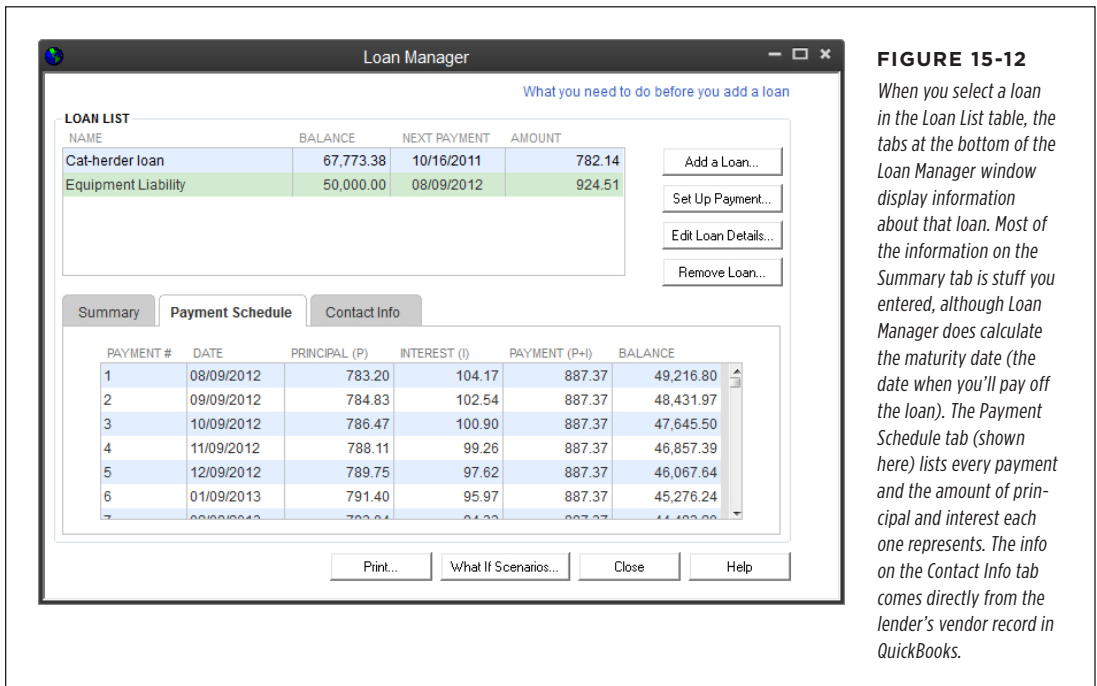 Loan Manager
What you need to do before you add a loan
LOAN LIST
NAME BALANCE NEXT PAYMENT AMOUNT
Cat-herder loan 67,773.38 10/16/2011 782.14
Equipment Liability 50,000.00 08/09/2012 924.51
Add a Loan...
Set Up Payment...
Edit Loan Details...
Remove Loan...
Summary Payment Schedule Contact Info
PAYMENT # DATE PRINCIPAL (P) INTEREST (I) PAYMENT (P+I) BALANCE
1 08/09/2012 783.20 104.17 887.37 49,216.80
2 09/09/2012 784.83 102.54 887.37 48,431.97
3 10/09/2012 786.47 100.90 887.37 47,645.50
4 11/09/2012 788.11 99.26 887.37 46,857.39
5 12/09/2012 789.75 97.62 887.37 46,067.64
6 01/09/2013 791.40 95.97 887.37 45,276.24
Print... What If Scenarios... Close Help
FIGURE 15-12
When you select a loan
in the Loan List table, the
tabs at the bottom of the
Loan Manager window
display information
about that loan. Most of
the information on the
Summary tab is stuff you
entered, although Loan
Manager does calculate
the maturity date (the
date when you'll pay off
the loan). The Payment
Schedule tab (shown
here) lists every payment
and the amount of prin-
cipal and interest each
one represents. The info
on the Contact Info tab
comes directly from the
lender's vendor record in
QuickBooks.